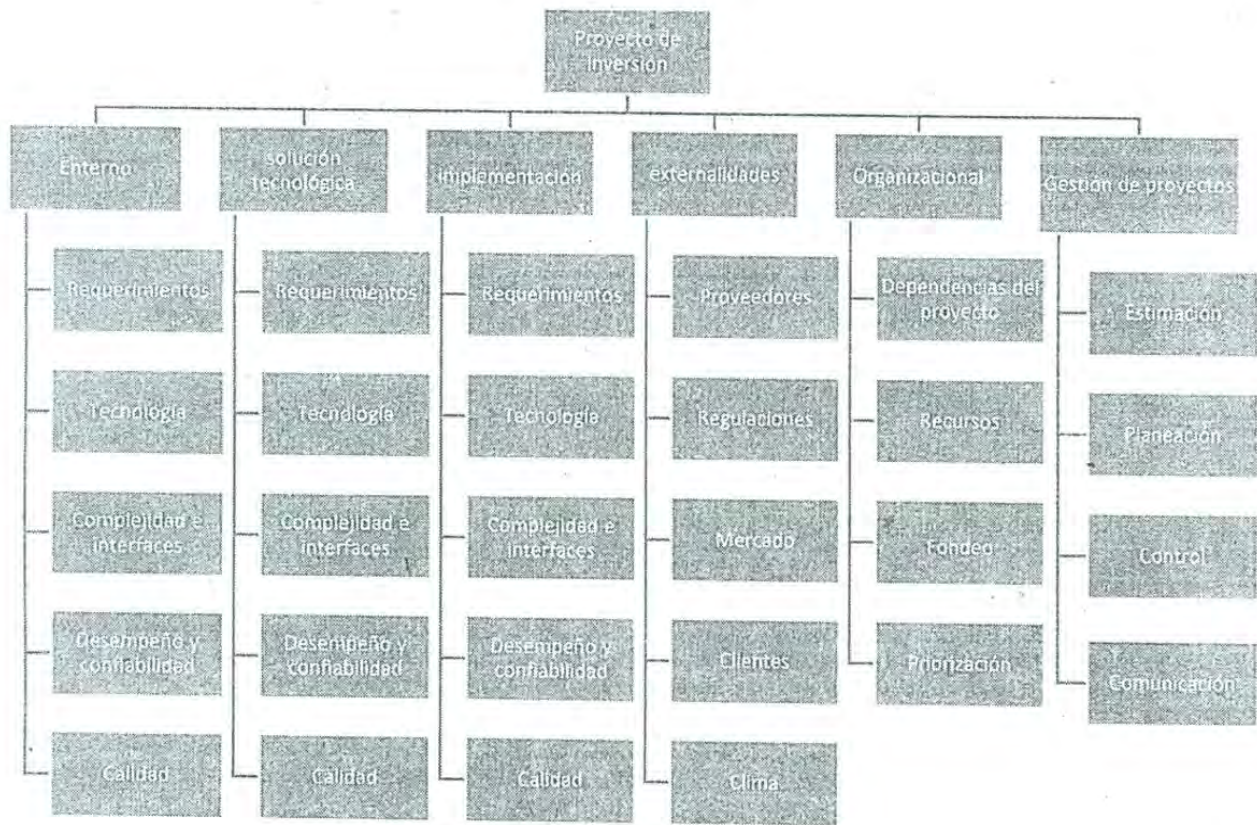 Proyecto de
inversión
Enterno
solución
tecnológica
implementación
externalidades
Organizacional
Gestión de proyectos
Requerimientos
Tecnología
Complejidad e
interfaces
Desempeño y
confiabilidad
Calidad
Requerimientos
Tecnología
Complejidad e
interfaces
Desempeño y
confiabilidad
Calidad
Requerimientos
Tecnología
Complejidad e
interfaces
Desempeño y
confiabilidad
Calidad
Proveedores
Regulaciones
Mercado
Clientes
Clima
Dependencias del
proyecto
Recursos
Fondeo
Priorización
Estimación
Planeación
Control
Comunicación